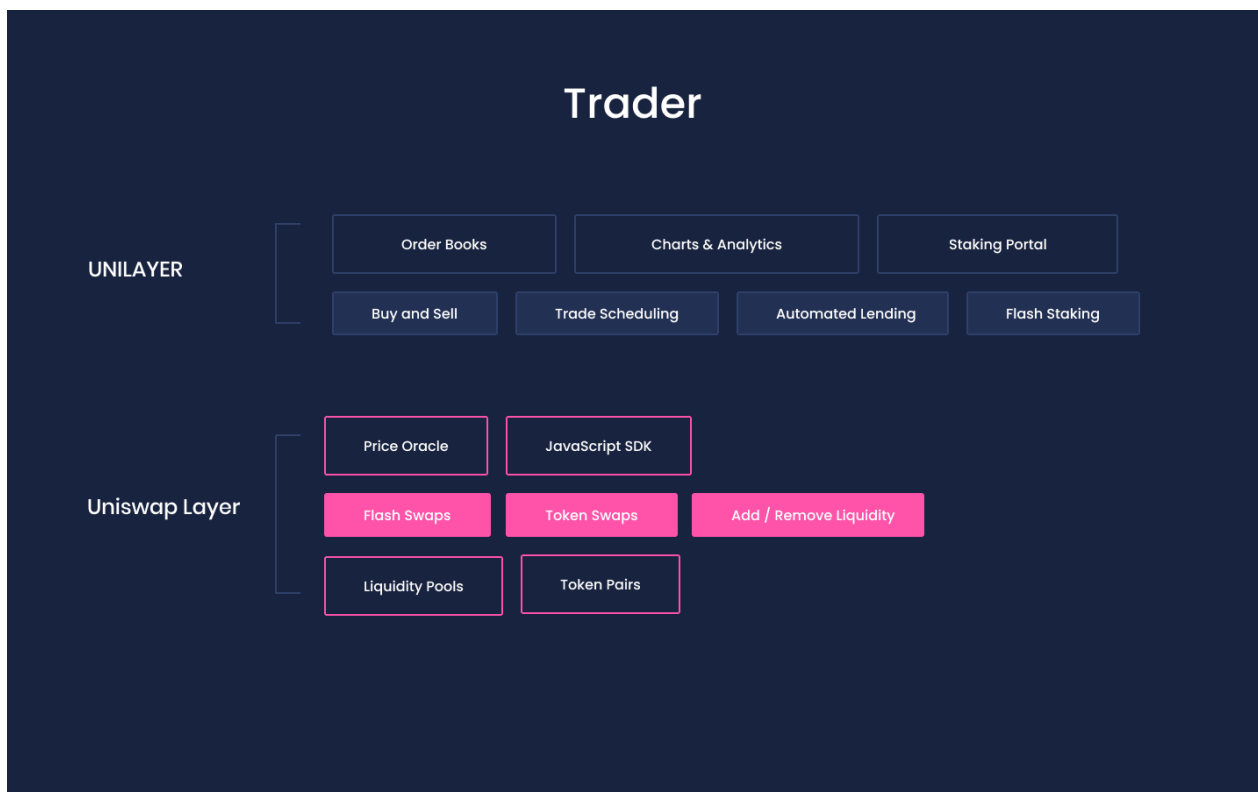 Trader
UNILAYER
Order Books
Charts & Analytics
Staking Portal
Buy and Sell
Trade Scheduling
Automated Lending
Flash Staking
Uniswap Layer
Price Oracle
JavaScript SDK
Flash Swaps
Token Swaps
Add / Remove Liquidity
Liquidity Pools
Token Pairs